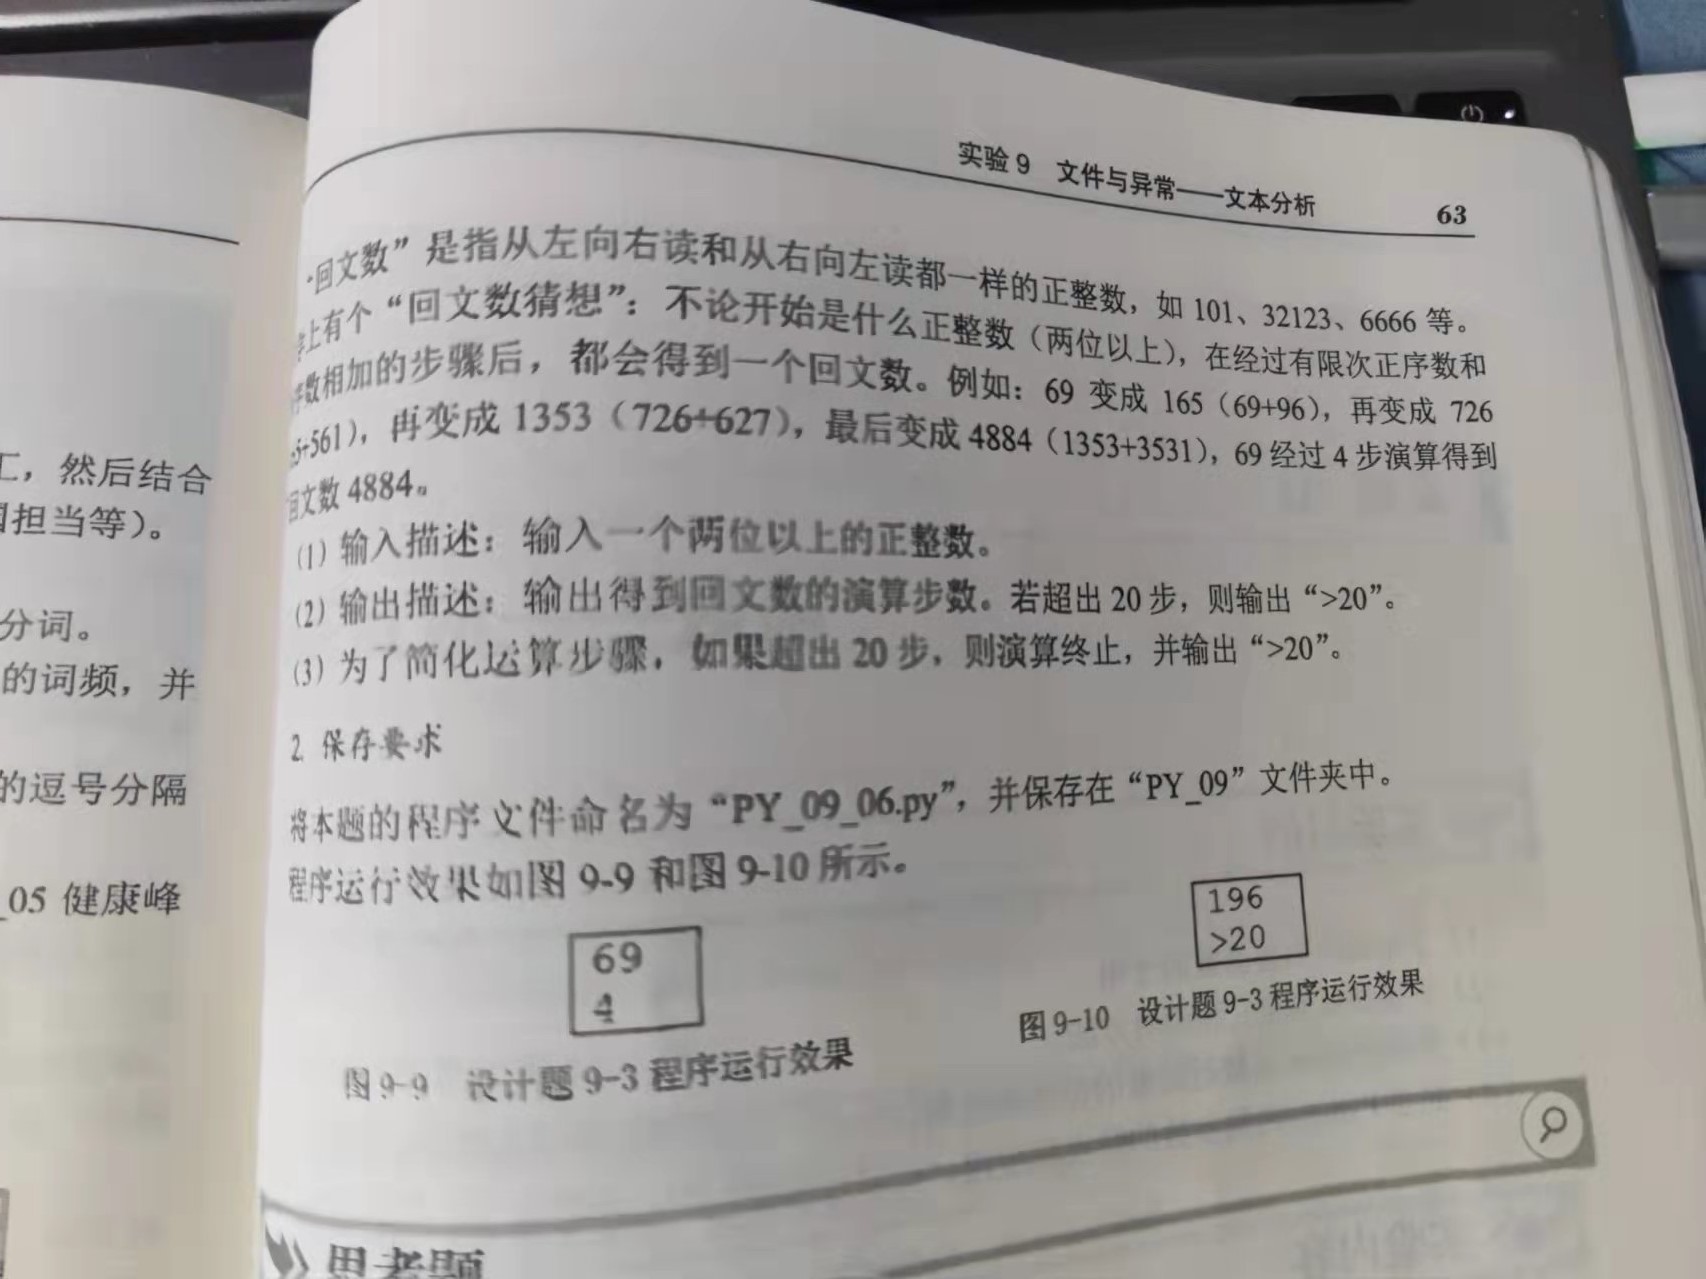 汇，然后结合
担当等）。
分词。
的词频，并
的逗号分隔
_05 健康峰
实验 9 文件与异常——文本分析
63
“回文数”是指从左向右读和从右向左读都一样的正整数，如 101、32123、6666 等。
上有个“回文数猜想”：不论开始是什么正整数（两位以上），在经过有限次正序数和
序数相加的步骤后，都会得到一个回文数。例如：69 变成 165（69+96），再变成 726
5+561），再变成 1353（726+627），最后变成 4884（1353+3531），69 经过 4 步演算得到
回文数 4884。
（1）输入描述：输入一个两位以上的正整数。
（2）输出描述：输出得到回文数的演算步数。若超出 20 步，则输出“>20”。
（3）为了简化运算步骤，如果超出 20 步，则演算终止，并输出“>20”。
2. 保存要求
将本题的程序文件命名为“PY_09_06.py”，并保存在“PY_09”文件夹中。
程序运行效果如图 9-9 和图 9-10 所示。
69
4
图 9-9 设计题 9-3 程序运行效果
196
>20
图 9-10 设计题 9-3 程序运行效果
思考题